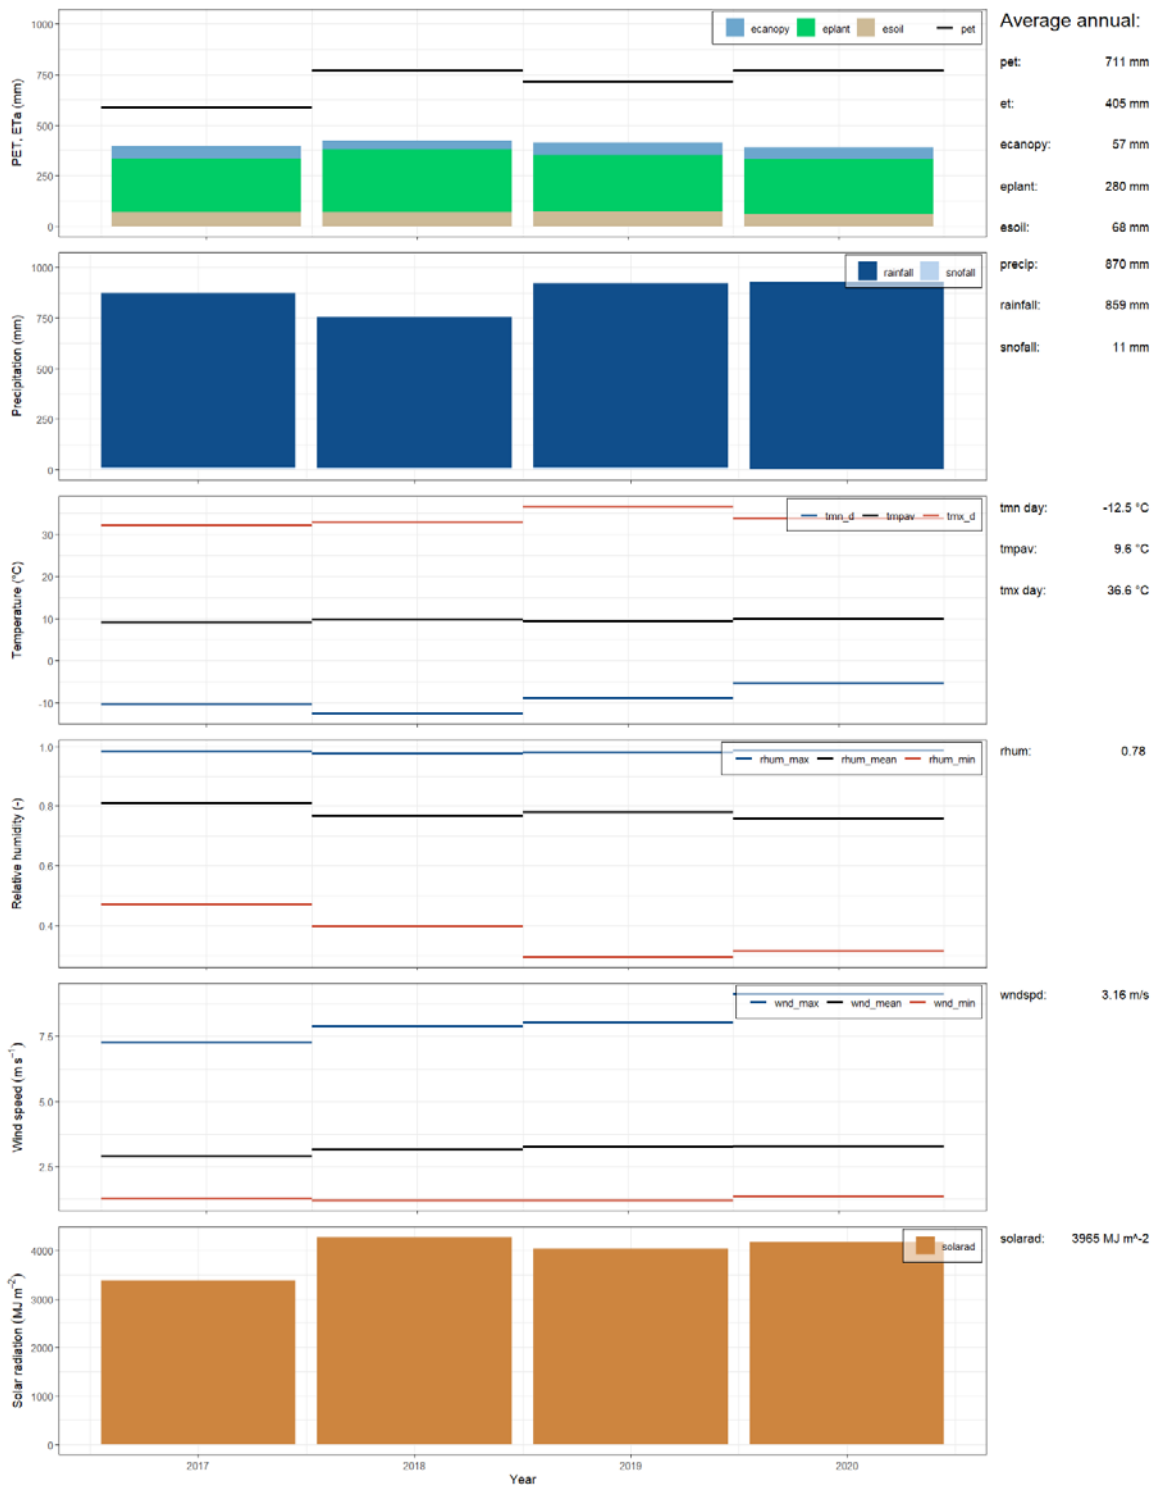 Average annual:
ecanopy eplant esoil pet
PET, ETa (mm)
1000
750
500
250
0
pet: 711 mm
et: 405 mm
ecanopy: 57 mm
eplant: 280 mm
esoil: 68 mm
rainfall snofall
Precipitation (mm)
1000
750
500
250
0
precip: 870 mm
rainfall: 859 mm
snofall: 11 mm
tmn_d tmpav tmx_d
Temperature (°C)
30
20
10
0
-10
tmn day: -12.5 °C
tmpav: 9.6 °C
tmx day: 36.6 °C
rhum_max rhum_mean rhum_min
Relative humidity (-)
1.0
0.8
0.6
0.4
rhum: 0.78
wnd_max wnd_mean wnd_min
Wind speed (m s⁻¹)
7.5
5.0
2.5
wndspd: 3.16 m/s
solarad
Solar radiation (MJ m⁻²)
4000
3000
2000
1000
0
solarad: 3965 MJ m^-2
2017 2018 2019 2020
Year